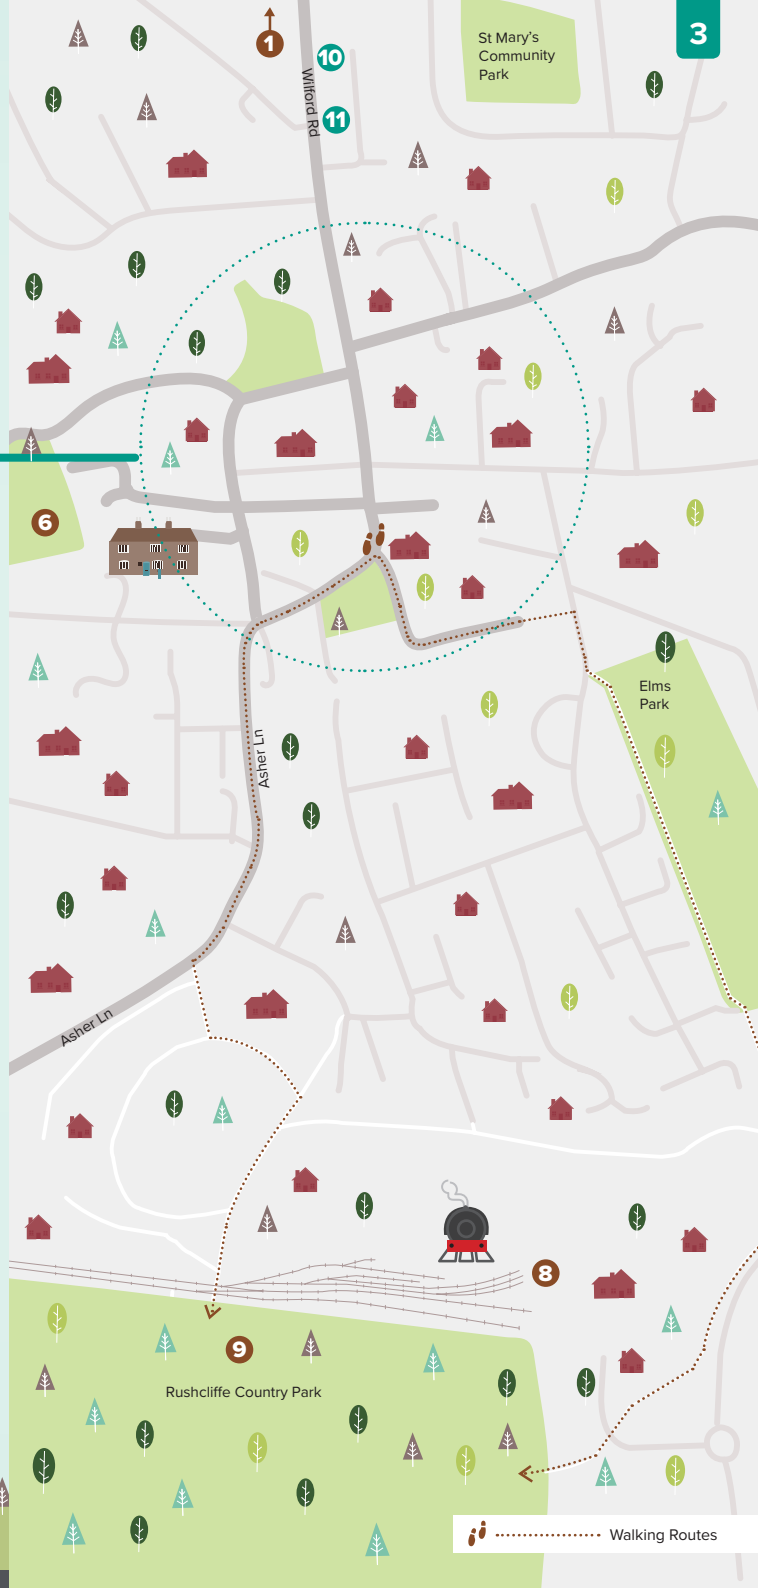 3
1
10
11
Wilford Rd
St Mary's
Community
Park
6
Elms
Park
Asher Ln
Asher Ln
8
9
Rushcliffe Country Park
Walking Routes